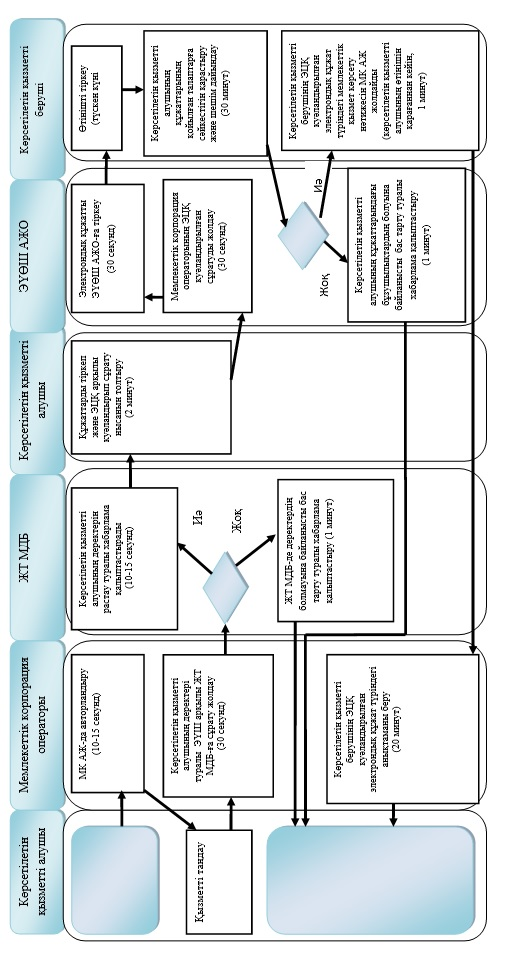 Көрсетілетін
қызметті алушы
Мемлекеттік корпорация
операторы
ЖТ МДБ
Көрсетілетін қызметті
алушы
ЭҮӨШ АЖО
Көрсетілетін қызметті
беруші
МК АЖ-да авторландыру
(10-15 секунд)
Қызметті таңдау
Көрсетілетін қызметті
алушының деректері
туралы ЭҮШ арқылы ЖТ
МДБ-ға сұрату жолдау
(30 секунд)
Көрсетілетін қызметті
алушының деректерін
растау туралы хабарлама
қалыптастырады
(10-15 секунд)
Иә
Жоқ
ЖТ МДБ-де деректердің
болмауына байланысты бас
тарту туралы хабарлама
қалыптастыру (1 минут)
Құжаттарды тіркеп
және ЭЦҚ арқылы
куәландырып сұрату
нысанын толтыру
(2 минут)
Мемлекеттік корпорация
операторының ЭЦҚ
куәландырылған
сұратуды жолдау
(30 секунд)
Электрондық құжатты
ЭҮӨШ АЖО-ға тіркеу
(30 секунд)
Өтінішті тіркеу
(түскен күні)
Көрсетілетін қызметті
алушының
құжаттарының
қойылған талаптарға
сәйкестігін қарастыру
және шешім дайындау
(30 минут)
Иә
Жоқ
Көрсетілетін қызметті
алушының құжаттарындағы
бұзушылықтардың болуына
байланысты бас тарту туралы
хабарлама қалыптастыру
(1 минут)
Көрсетілетін қызметті
берушінің ЭЦҚ
куәландырылған
электрондық құжат
түріндегі мемлекеттік
қызмет көрсету
нәтижесін МК АЖ
жолдайды
(көрсетілетін қызметті
алушының өтінішін
қарағаннан кейін,
1 минут)
Көрсетілетін қызметті
берушінің ЭЦҚ
куәландырылған
электрондық құжат түріндегі
анықтаманы беру
(20 минут)